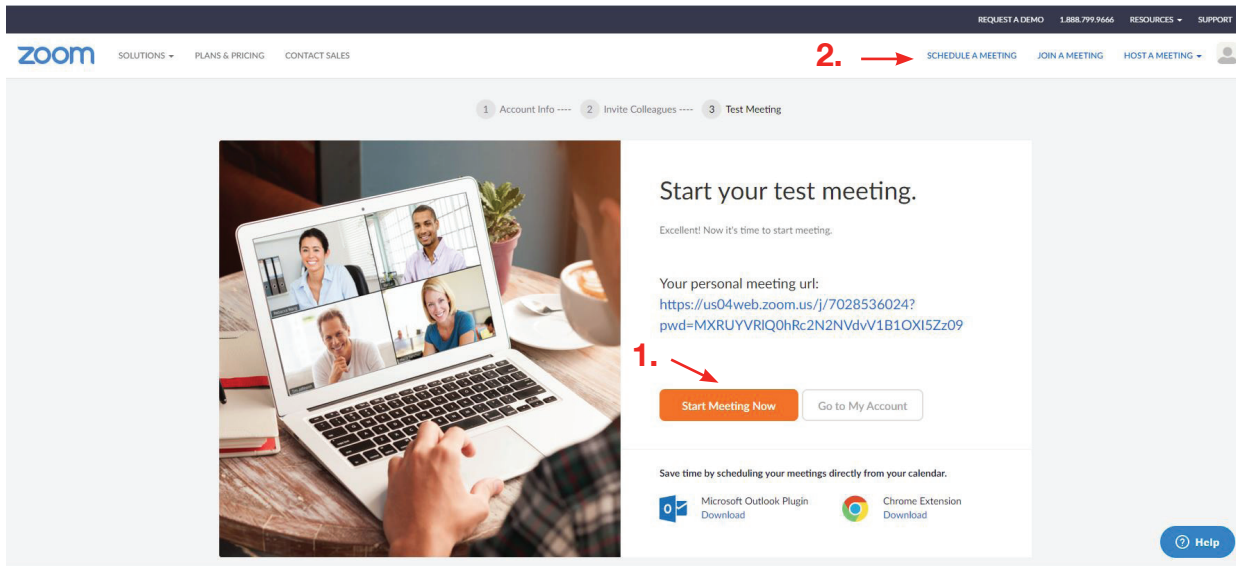 REQUEST A DEMO 1.888.799.9666 RESOURCES SUPPORT
zoom SOLUTIONS PLANS & PRICING CONTACT SALES 2. SCHEDULE A MEETING JOIN A MEETING HOST A MEETING
1 Account Info ---- 2 Invite Colleagues ---- 3 Test Meeting
Start your test meeting.
Excellent! Now it's time to start meeting.
Your personal meeting url:
https://us04web.zoom.us/j/7028536024?
pwd=MXRUYVRlQ0hRc2N2NVdvV1B1OXI5Zz09
1.
Start Meeting Now Go to My Account
Save time by scheduling your meetings directly from your calendar.
Microsoft Outlook Plugin Chrome Extension
Download Download
Help